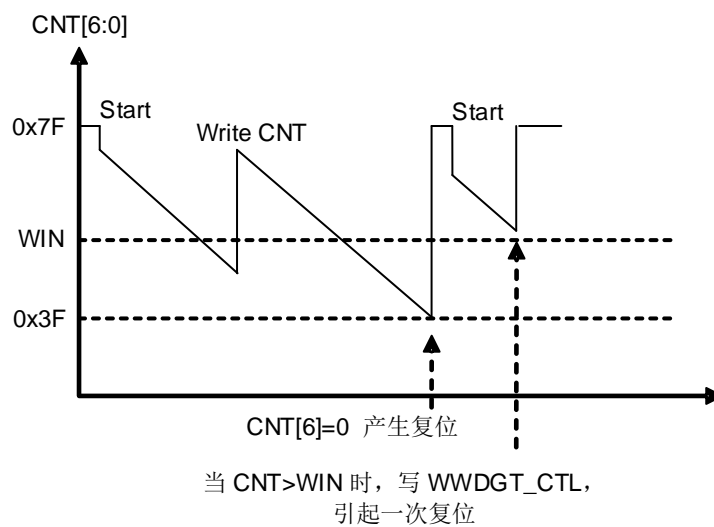 CNT[6:0]
Start
Start
0x7F
Write CNT
WIN
0x3F
CNT[6]=0 产生复位
当 CNT>WIN 时，写 WWDGT_CTL，
引起一次复位